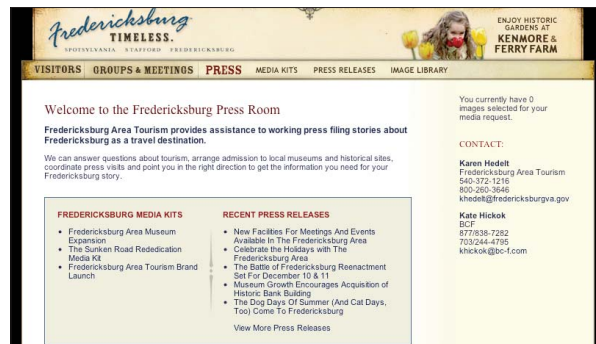 Fredericksburg
TIMELESS.
SPOTSYLVANIA STAFFORD FREDERICKSBURG
ENJOY HISTORIC
GARDENS AT
KENMORE &
FERRY FARM
VISITORS GROUPS & MEETINGS PRESS MEDIA KITS PRESS RELEASES IMAGE LIBRARY
Welcome to the Fredericksburg Press Room
Fredericksburg Area Tourism provides assistance to working press filing stories about
Fredericksburg as a travel destination.
We can answer questions about tourism, arrange admission to local museums and historical sites,
coordinate press visits and point you in the right direction to get the information you need for your
Fredericksburg story.
FREDERICKSBURG MEDIA KITS
• Fredericksburg Area Museum
Expansion
• The Sunken Road Rededication
Media Kit
• Fredericksburg Area Tourism Brand
Launch
RECENT PRESS RELEASES
• New Facilities For Meetings And Events
Available In The Fredericksburg Area
• Celebrate the Holidays with The
Fredericksburg Area
• The Battle of Fredericksburg Reenactment
Set For December 10 & 11
• Museum Growth Encourages Acquisition of
Historic Bank Building
• The Dog Days Of Summer (And Cat Days,
Too) Come To Fredericksburg
View More Press Releases
You currently have 0
images selected for your
media request.
CONTACT:
Karen Hedelt
Fredericksburg Area Tourism
540-372-1216
800-260-3646
khedelt@fredericksburgva.gov
Kate Hickok
BCF
877/838-7282
703/244-4795
khickok@bc-f.com